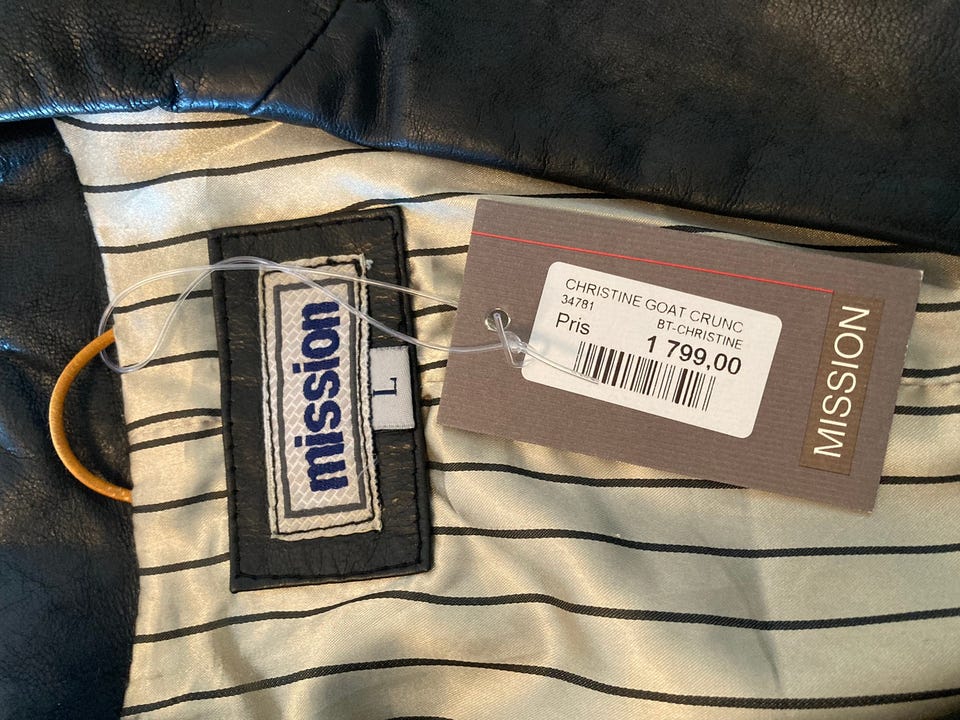 mission
L
CHRISTINE GOAT CRUNC
34781
BT-CHRISTINE
Pris
1 799,00
MISSION